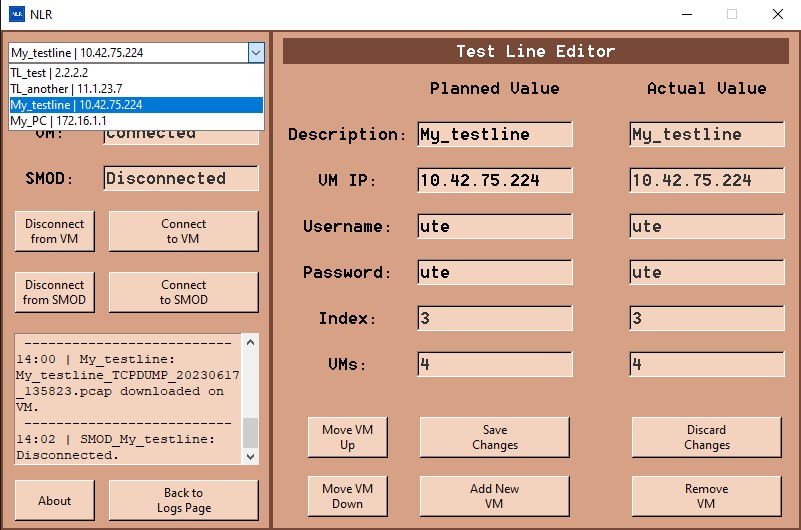 NLR
NLR
My_testline | 10.42.75.224
TL_test | 2.2.2.2
TL_another | 11.1.23.7
My_testline | 10.42.75.224
My_PC | 172.16.1.1
VM: Connected
SMOD: Disconnected
Disconnect
from VM
Connect
to VM
Disconnect
from SMOD
Connect
to SMOD
---------------------------
14:00 | My_testline:
My_testline_TCPDUMP_20230617
_135823.pcap downloaded on
VM.
---------------------------
14:02 | SMOD_My_testline:
Disconnected.
About
Back to
Logs Page
Test Line Editor
Planned Value Actual Value
Description: My_testline My_testline
VM IP: 10.42.75.224 10.42.75.224
Username: ute ute
Password: ute ute
Index: 3 3
VMs: 4 4
Move VM
Up
Save
Changes
Discard
Changes
Move VM
Down
Add New
VM
Remove
VM